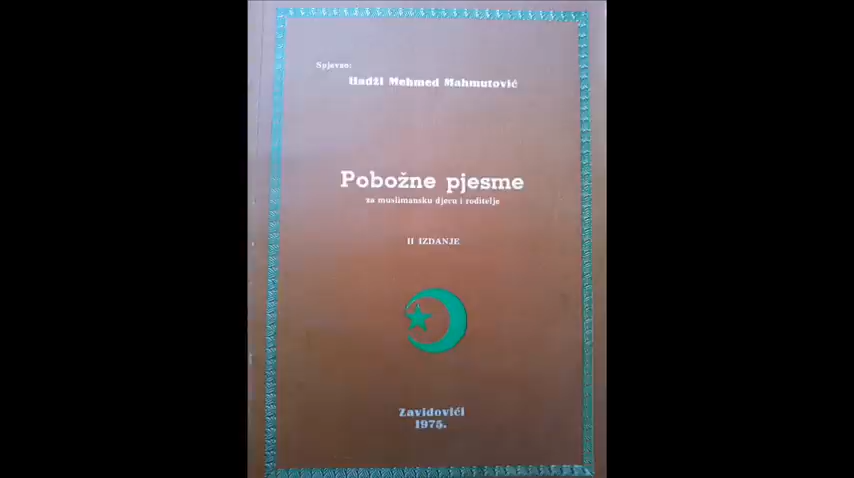 Spjevao:
Hadži Mehmed Mahmutović
Pobožne pjesme
za muslimansku djecu i roditelje
II IZDANJE
Zavidovići
1975.